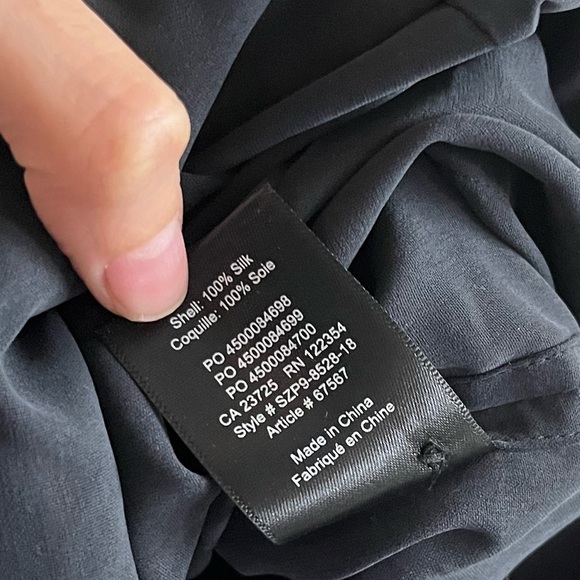 Shell: 100% Silk
Coquille: 100% Soie
PO 4500084698
PO 4500084699
PO 4500084700
CA 23725 RN 122354
Style # SZP9-8528-18
Article # 67567
Made in China
Fabriqué en Chine